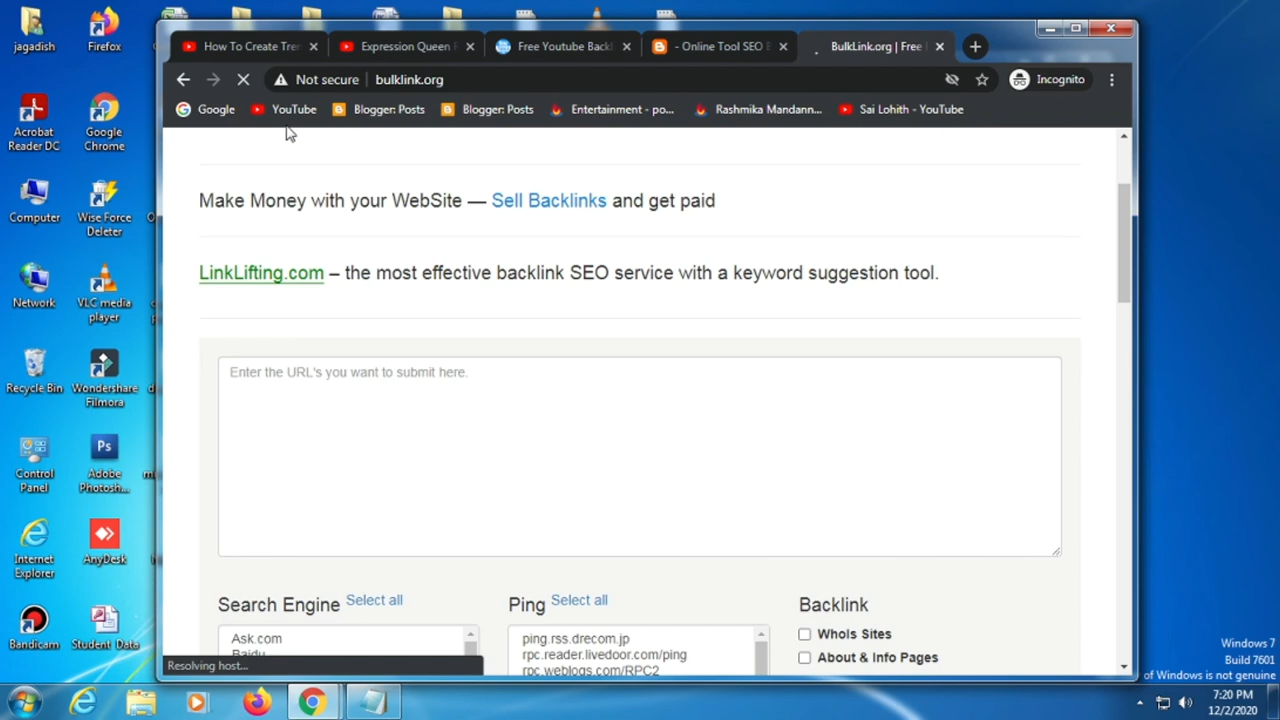 jagadish
Firefox
Acrobat
Reader DC
Google
Chrome
Computer
Wise Force
Deleter
Network
VLC media
player
Recycle Bin
Wondershare
Filmora
Control
Panel
Ps
Adobe
Photosh...
Internet
Explorer
AnyDesk
Bandicam
Student Data
How To Create Tren
Expression Queen
Free Youtube Back
- Online Tool SEO
BulkLink.org | Free
Not secure
bulklink.org
Incognito
Google
YouTube
Blogger: Posts
Blogger: Posts
Entertainment - po...
Rashmika Mandann...
Sai Lohith - YouTube
Make Money with your WebSite — Sell Backlinks and get paid
LinkLifting.com – the most effective backlink SEO service with a keyword suggestion tool.
Enter the URL's you want to submit here.
Search Engine Select all
Ask.com
Baidu
Ping Select all
ping.rss.drecom.jp
rpc.reader.livedoor.com/ping
rpc.weblogs.com/RPC2
Backlink
WhoIs Sites
About & Info Pages
Resolving host...
Windows 7
Build 7601
of Windows is not genuine
7:20 PM
12/2/2020